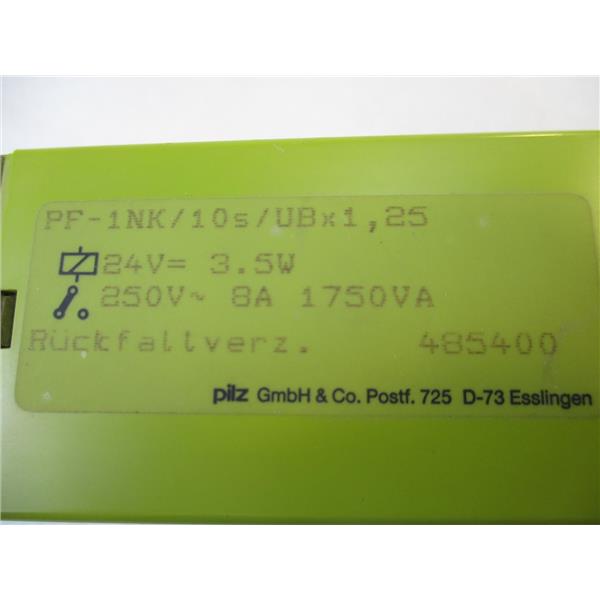 PF-1NK/10s/UBx1,25
24V= 3.5W
250V~ 8A 1750VA
Rückfallverz. 485400
pilz GmbH & Co. Postf. 725 D-73 Esslingen